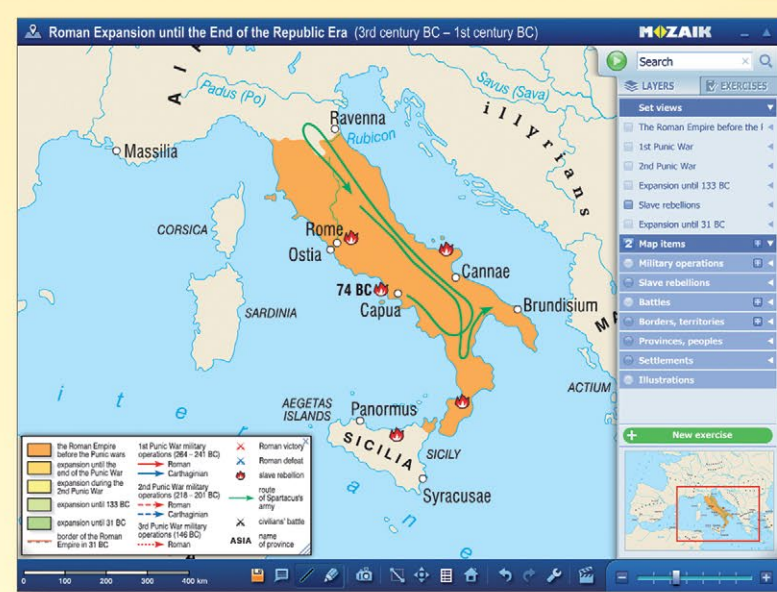 Roman Expansion until the End of the Republic Era (3rd century BC – 1st century BC)
MOZAIK
Search
LAYERS
EXERCISES
Set views
The Roman Empire before the
1st Punic War
2nd Punic War
Expansion until 133 BC
Slave rebellions
Expansion until 31 BC
Map items
Military operations
Slave rebellions
Battles
Borders, territories
Provinces, peoples
Settlements
Illustrations
New exercise
Padus (Po)
Savus (Sava)
illyrians
Ravenna
Rubicon
Massilia
CORSICA
Rome
Ostia
Cannae
74 BC
Capua
Brundisium
SARDINIA
AEGETAS
ISLANDS
Panormus
ACTIUM
SICILIA
SICILY
Syracusae
the Roman Empire
before the Punic wars
expansion until the
end of the Punic War
expansion during the
2nd Punic War
expansion until 133 BC
expansion until 31 BC
border of the Roman
Empire in 31 BC
1st Punic War military
operations (264 - 241 BC)
Roman
Carthaginian
2nd Punic War military
operations (218 - 201 BC)
Roman
Carthaginian
3rd Punic War military
operations (146 BC)
Roman
Roman victory
Roman defeat
slave rebellion
route
of Spartacus's
army
civilians' battle
ASIA
name
of province
0 100 200 300 400 km